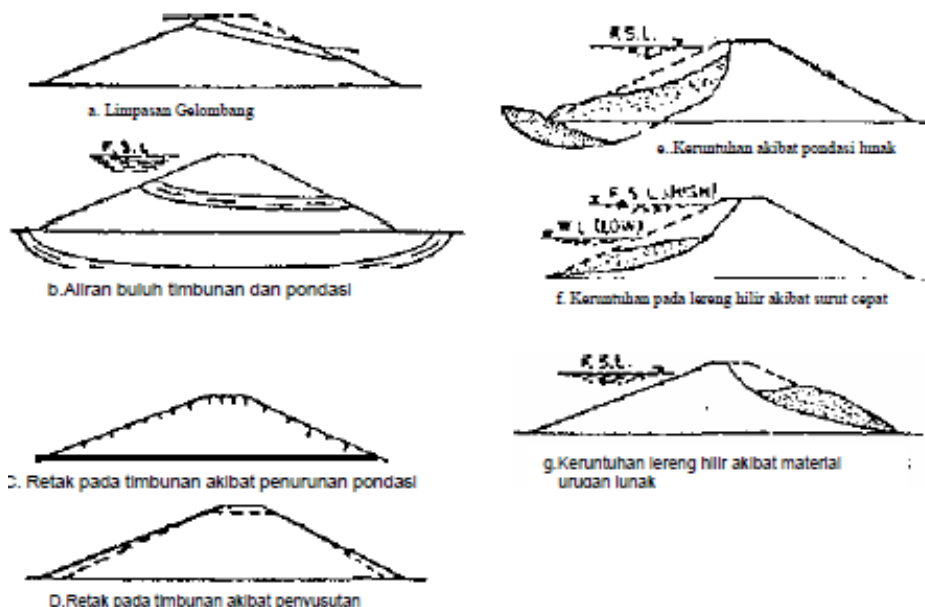 a. Limpasan Gelombang
F.S.L
b.Aliran buluh timbunan dan pondasi
C. Retak pada timbunan akibat penurunan pondasi
D.Retak pada timbunan akibat penyusutan
F.S.L.
e..Keruntuhan akibat pondasi lunak
F.S.L (HIGH)
W.L (LOW)
f. Keruntuhan pada lereng hilir akibat surut cepat
F.S.L.
g.Keruntuhan lereng hilir akibat material
urugan lunak